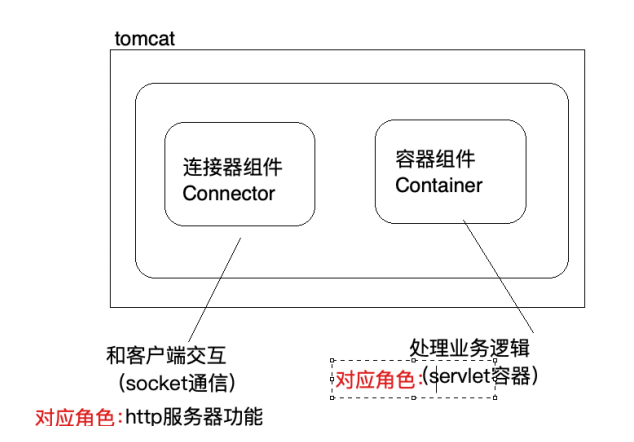 tomcat
连接器组件
Connector
容器组件
Container
和客户端交互
（socket通信）
对应角色：http服务器功能
处理业务逻辑
（servlet容器）
对应角色：